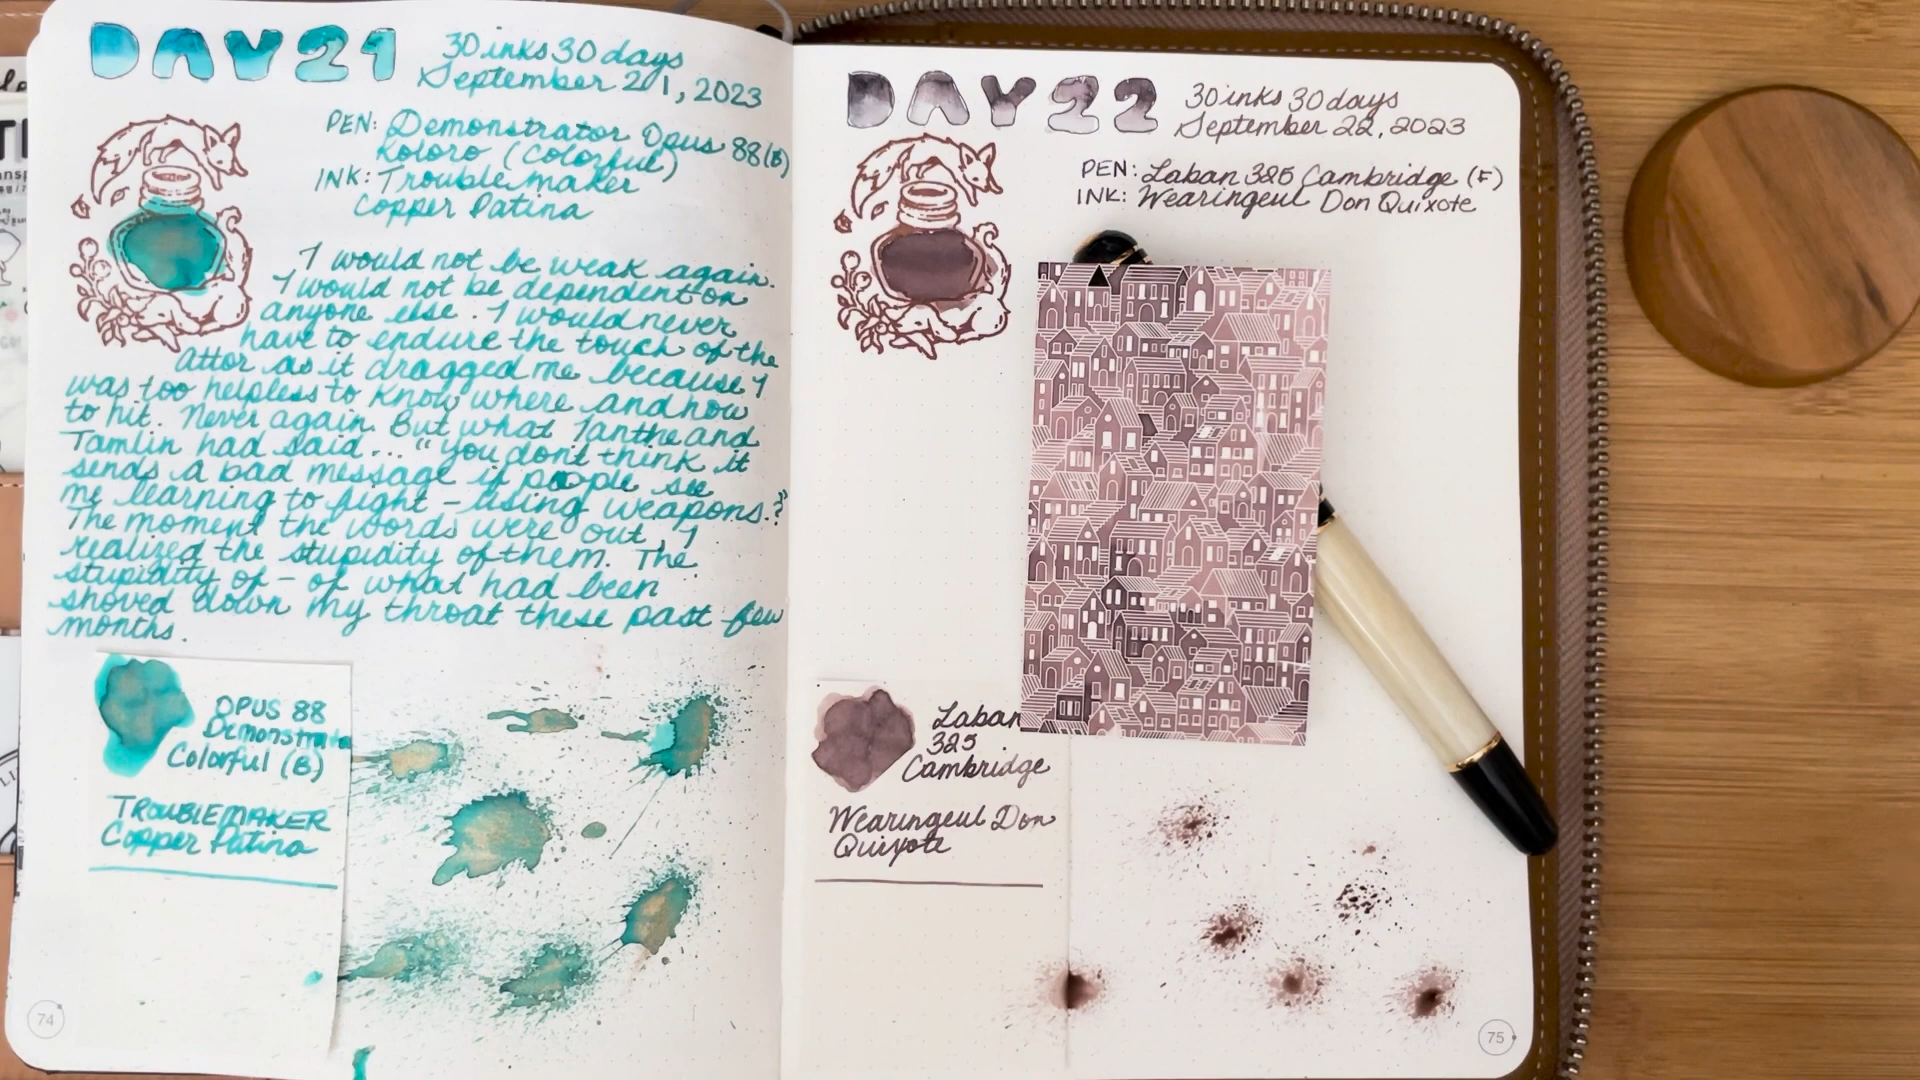 DAY 21
30 inks 30 days
September 21, 2023
PEN: Demonstrator Opus 88 (B)
Koloro (Colorful)
INK: Troublemaker
Copper Patina
I would not be weak again.
I would not be dependent on
anyone else. I would never
have to endure the touch of the
Attor as it dragged me because I
was too helpless to know where and how
to hit. Never again. But what Ianthe and
Tamlin had said... "You don't think it
sends a bad message if people see
me learning to fight - using weapons?"
The moment the words were out, I
realized the stupidity of them. The
stupidity of - of what had been
shoved down my throat these past few
months.
OPUS 88
Demonstrato
Colorful (B)
TROUBLEMAKER
Copper Patina
74
DAY 22
30 inks 30 days
September 22, 2023
PEN: Laban 325 Cambridge (F)
INK: Wearingeul Don Quixote
Laban
325
Cambridge
Wearingeul Don
Quixote
75